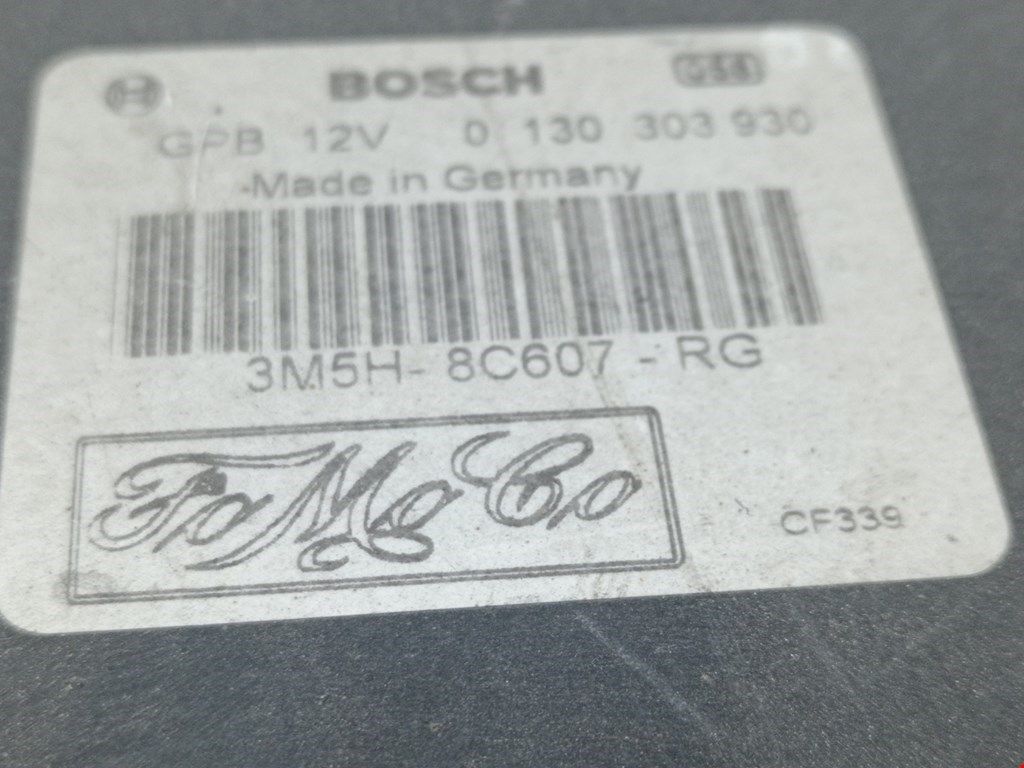 BOSCH
GPB 12V 0 130 303 930
Made in Germany
3M5H-8C607-RG
FoMoCo
CF339